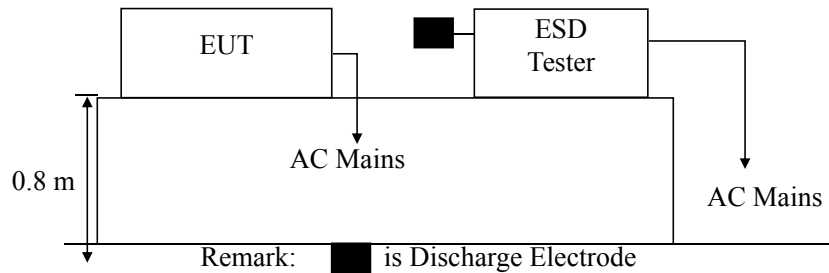 EUT
ESD
Tester
AC Mains
0.8 m
AC Mains
Remark: is Discharge Electrode